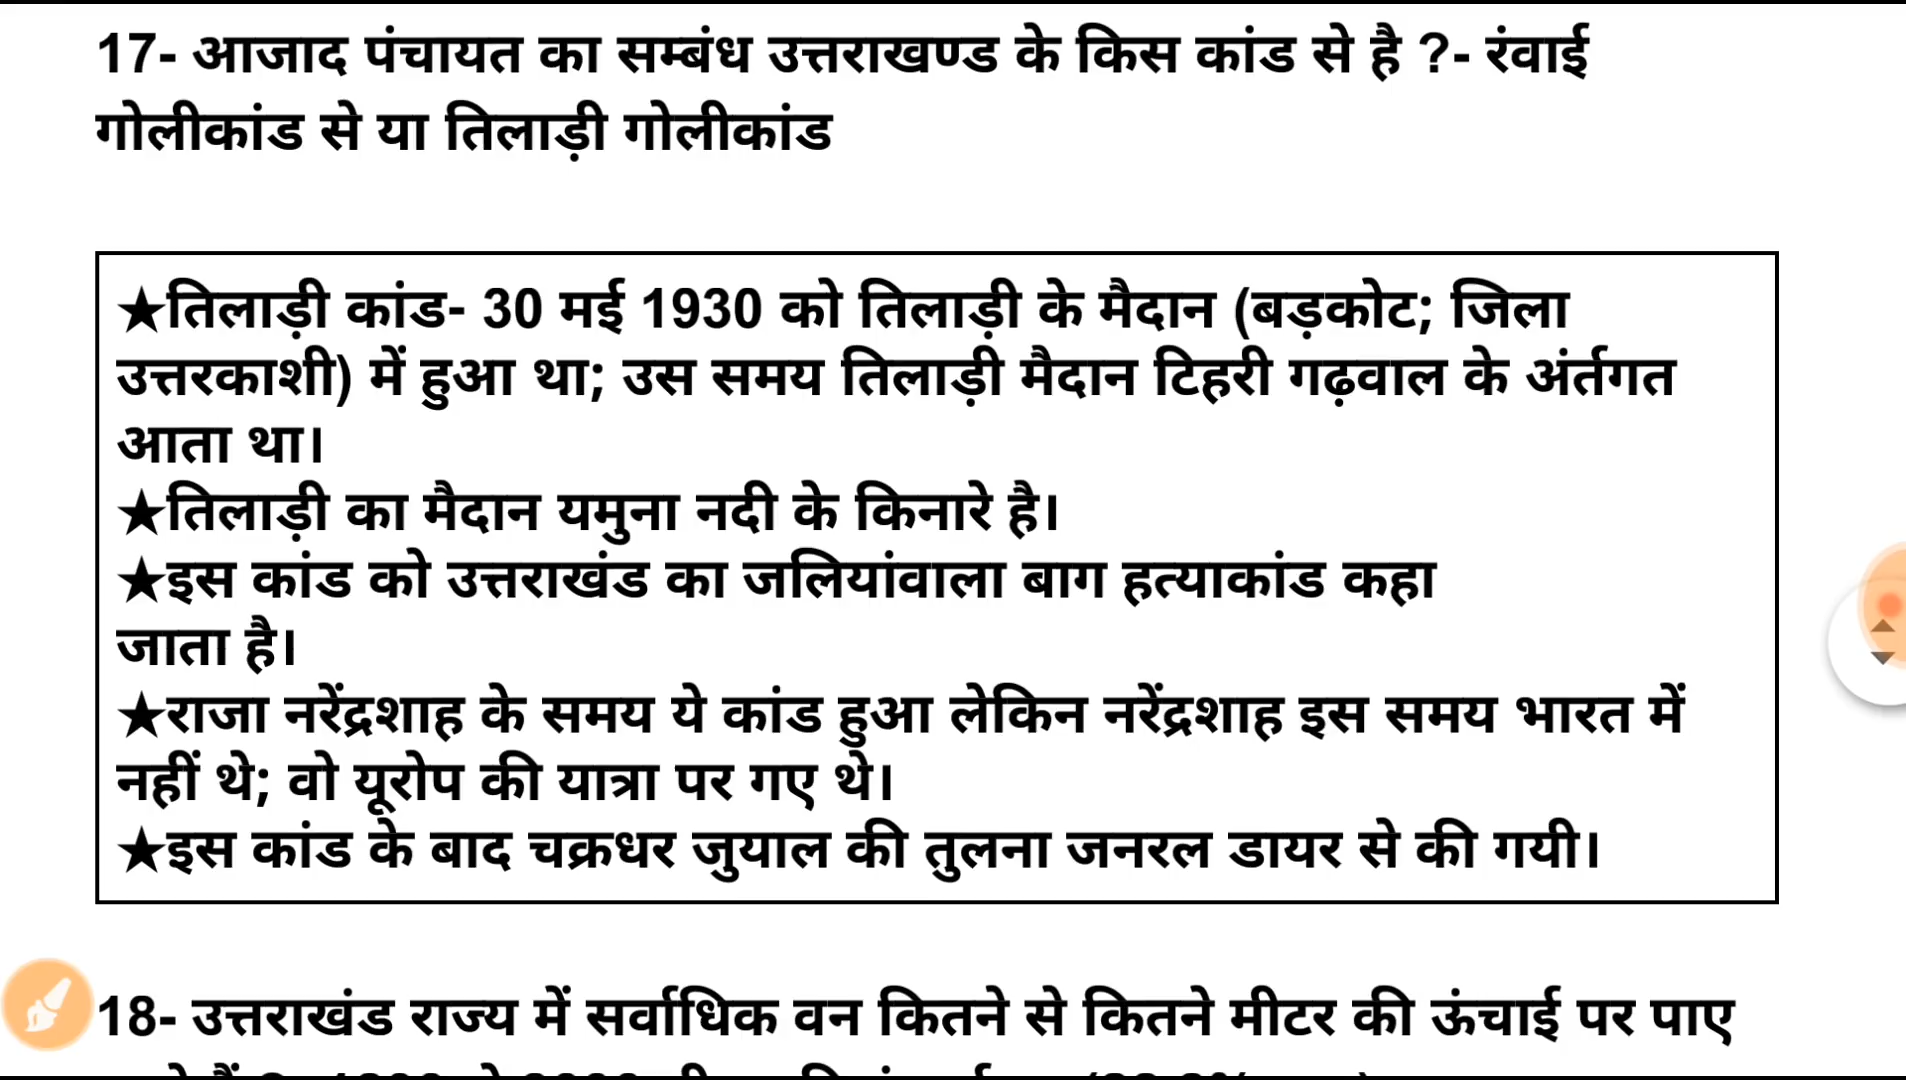 17- आजाद पंचायत का सम्बंध उत्तराखण्ड के किस कांड से है ?- रंवाई
गोलीकांड से या तिलाड़ी गोलीकांड
★तिलाड़ी कांड- 30 मई 1930 को तिलाड़ी के मैदान (बड़कोट; जिला
उत्तरकाशी) में हुआ था; उस समय तिलाड़ी मैदान टिहरी गढ़वाल के अंर्तगत
आता था।
★तिलाड़ी का मैदान यमुना नदी के किनारे है।
★इस कांड को उत्तराखंड का जलियांवाला बाग हत्याकांड कहा
जाता है।
★राजा नरेंद्रशाह के समय ये कांड हुआ लेकिन नरेंद्रशाह इस समय भारत में
नहीं थे; वो यूरोप की यात्रा पर गए थे।
★इस कांड के बाद चक्रधर जुयाल की तुलना जनरल डायर से की गयी।
18- उत्तराखंड राज्य में सर्वाधिक वन कितने से कितने मीटर की ऊंचाई पर पाए